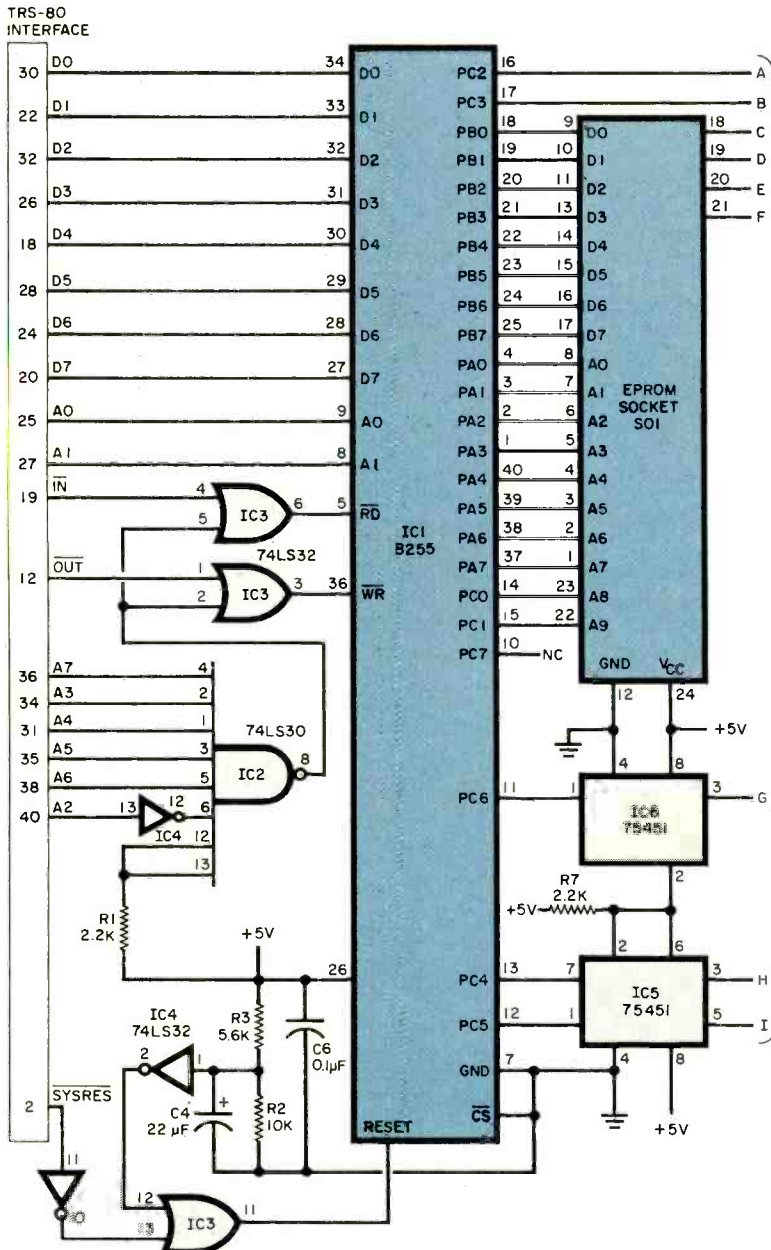 TRS-80
INTERFACE
30 D0 34 D0 PC2 16 A
22 D1 33 D1 PC3 17 B
32 D2 32 D2 PB0 18 9 D0 18 C
26 D3 31 D3 PB1 19 10 D1 19 D
18 D4 30 D4 PB2 20 11 D2 20 E
28 D5 29 D5 PB3 21 13 D3 21 F
24 D6 28 D6 PB4 22 14 D4
20 D7 27 D7 PB5 23 15 D5
25 A0 9 A0 PB6 24 16 D6
27 A1 8 A1 PB7 25 17 D7
PA0 4 8 A0
PA1 3 7 A1
PA2 2 6 A2
PA3 1 5 A3
PA4 40 4 A4
PA5 39 3 A5
PA6 38 2 A6
PA7 37 1 A7
PC0 14 23 A8
PC1 15 22 A9
PC7 10 NC
EPROM
SOCKET
SO1
GND VCC
12 24
+5V
19 IN 4 5 IC3 6 5 RD
74LS32
12 OUT 1 2 IC3 3 36 WR
IC1
B255
36 A7 4
34 A3 2
31 A4 1
35 A5 3
38 A6 5
40 A2 13 12 6
IC4 12
13
74LS30
IC2 8
R1
2.2K
+5V
26
PC6 11 1 4 8 3 G
IC6
75451
2
R7
2.2K
+5V
2 6
PC4 13 7 3 H
PC5 12 1 5 I
IC5
75451
4 8
+5V
GND 7
CS
IC4
74LS32
2 1
R3
5.6K
C6
0.1µF
C4 +
22 µF
R2
10K
RESET
2 SYSRES
11
10
12
13
IC3 11